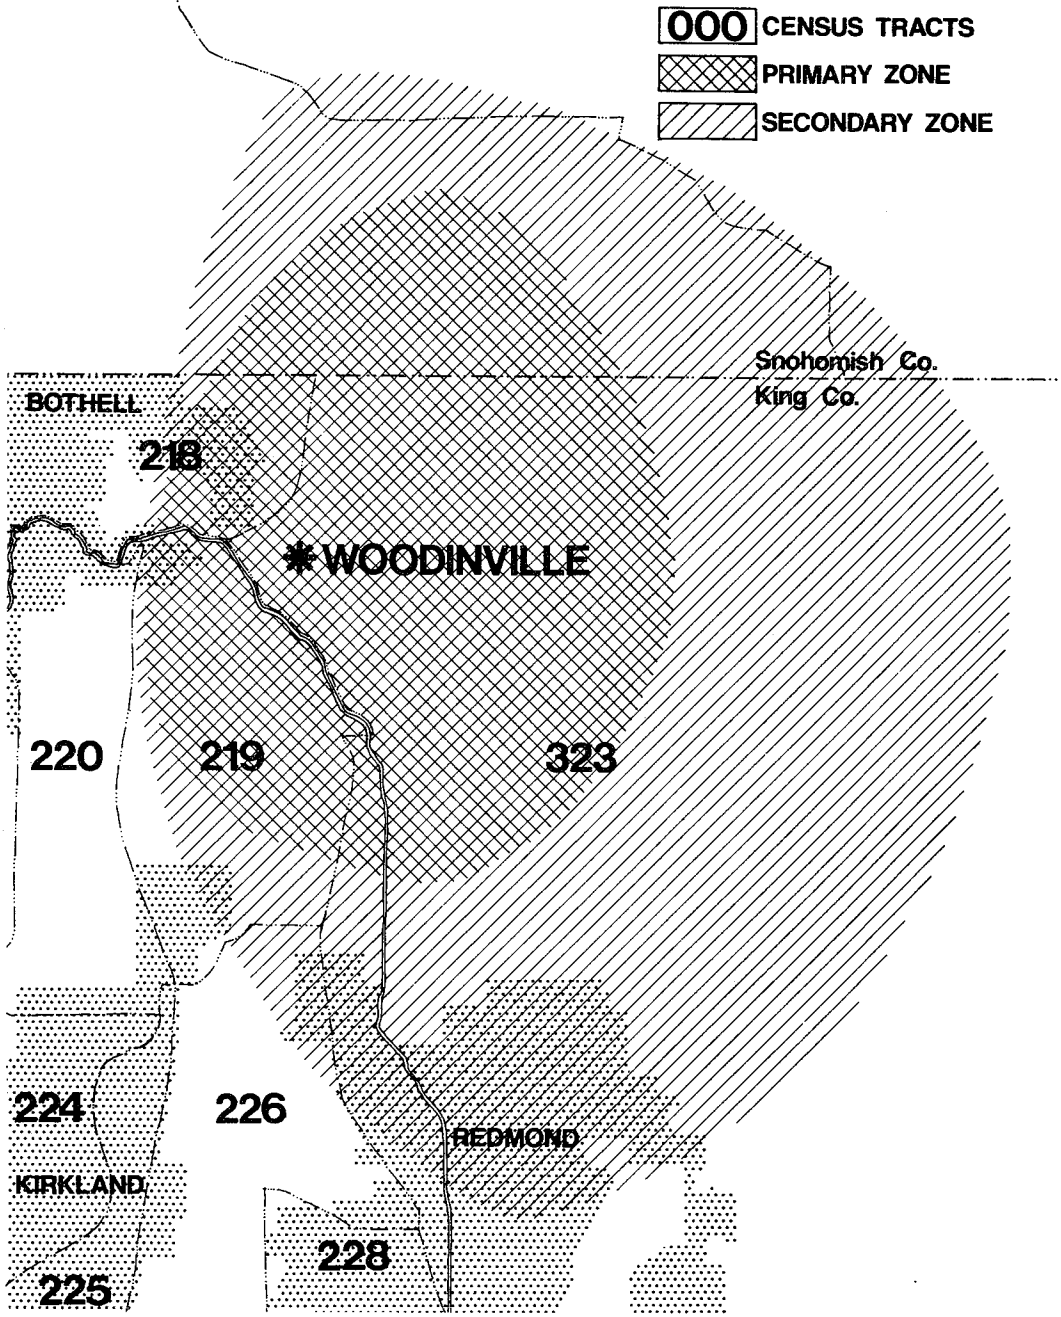 000 CENSUS TRACTS
PRIMARY ZONE
SECONDARY ZONE
Snohomish Co.
King Co.
BOTHELL
218
WOODINVILLE
220
219
323
224
226
REDMOND
KIRKLAND
228
225